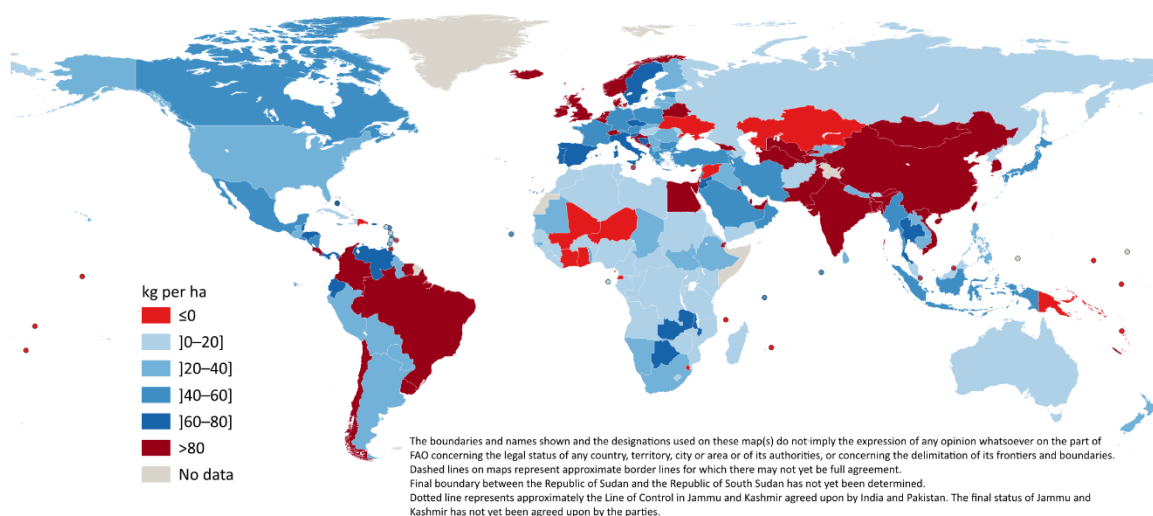 kg per ha
≤0
]0–20]
]20–40]
]40–60]
]60–80]
>80
No data
The boundaries and names shown and the designations used on these map(s) do not imply the expression of any opinion whatsoever on the part of
FAO concerning the legal status of any country, territory, city or area or of its authorities, or concerning the delimitation of its frontiers and boundaries.
Dashed lines on maps represent approximate border lines for which there may not yet be full agreement.
Final boundary between the Republic of Sudan and the Republic of South Sudan has not yet been determined.
Dotted line represents approximately the Line of Control in Jammu and Kashmir agreed upon by India and Pakistan. The final status of Jammu and
Kashmir has not yet been agreed upon by the parties.